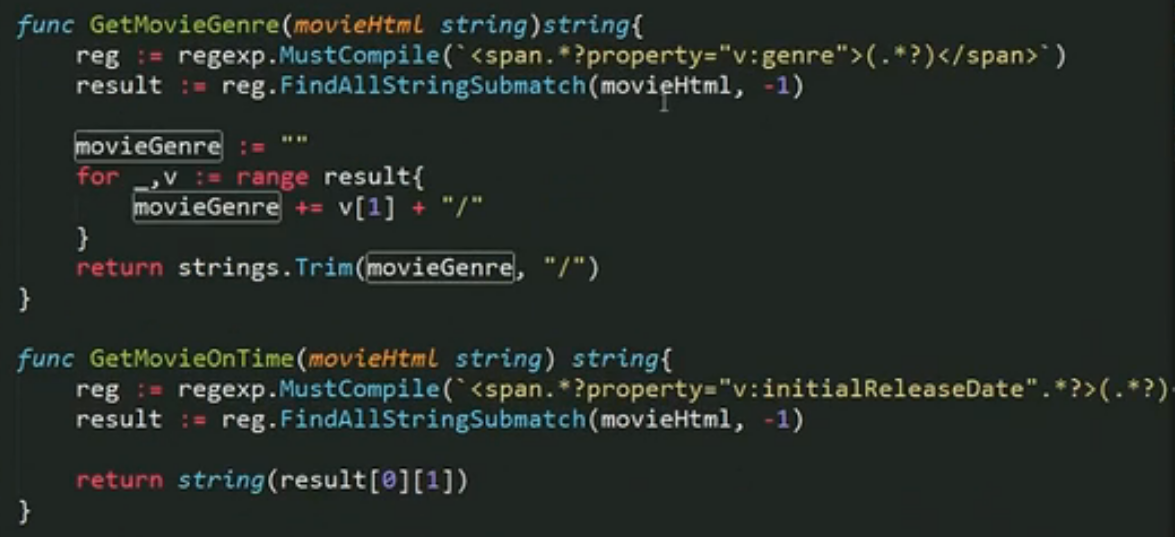 func GetMovieGenre(movieHtml string)string{
    reg := regexp.MustCompile(`<span.*?property="v:genre">(.*?)</span>`)
    result := reg.FindAllStringSubmatch(movieHtml, -1)

    movieGenre := ""
    for _,v := range result{
        movieGenre += v[1] + "/"
    }
    return strings.Trim(movieGenre, "/")
}

func GetMovieOnTime(movieHtml string) string{
    reg := regexp.MustCompile(`<span.*?property="v:initialReleaseDate".*?>(.*?)
    result := reg.FindAllStringSubmatch(movieHtml, -1)

    return string(result[0][1])
}